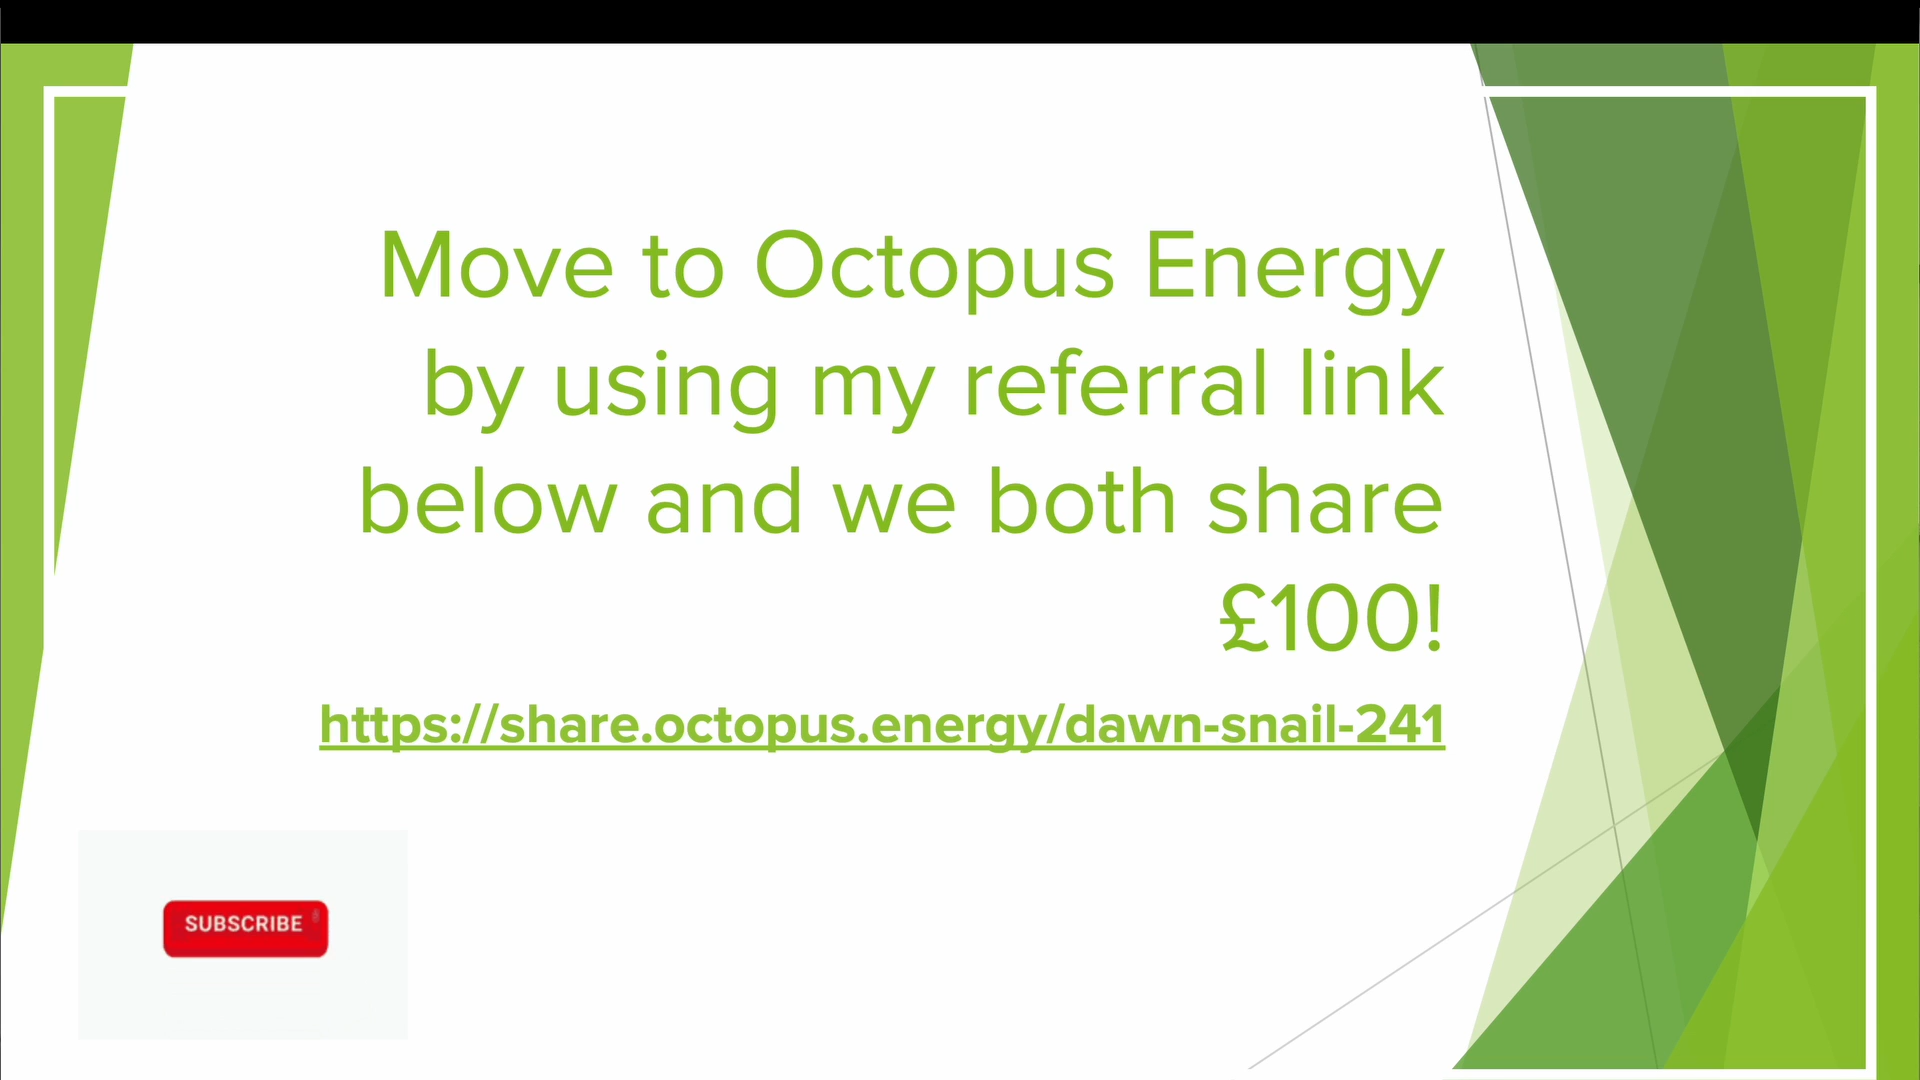 Move to Octopus Energy
by using my referral link
below and we both share
£100!
https://share.octopus.energy/dawn-snail-241
SUBSCRIBE